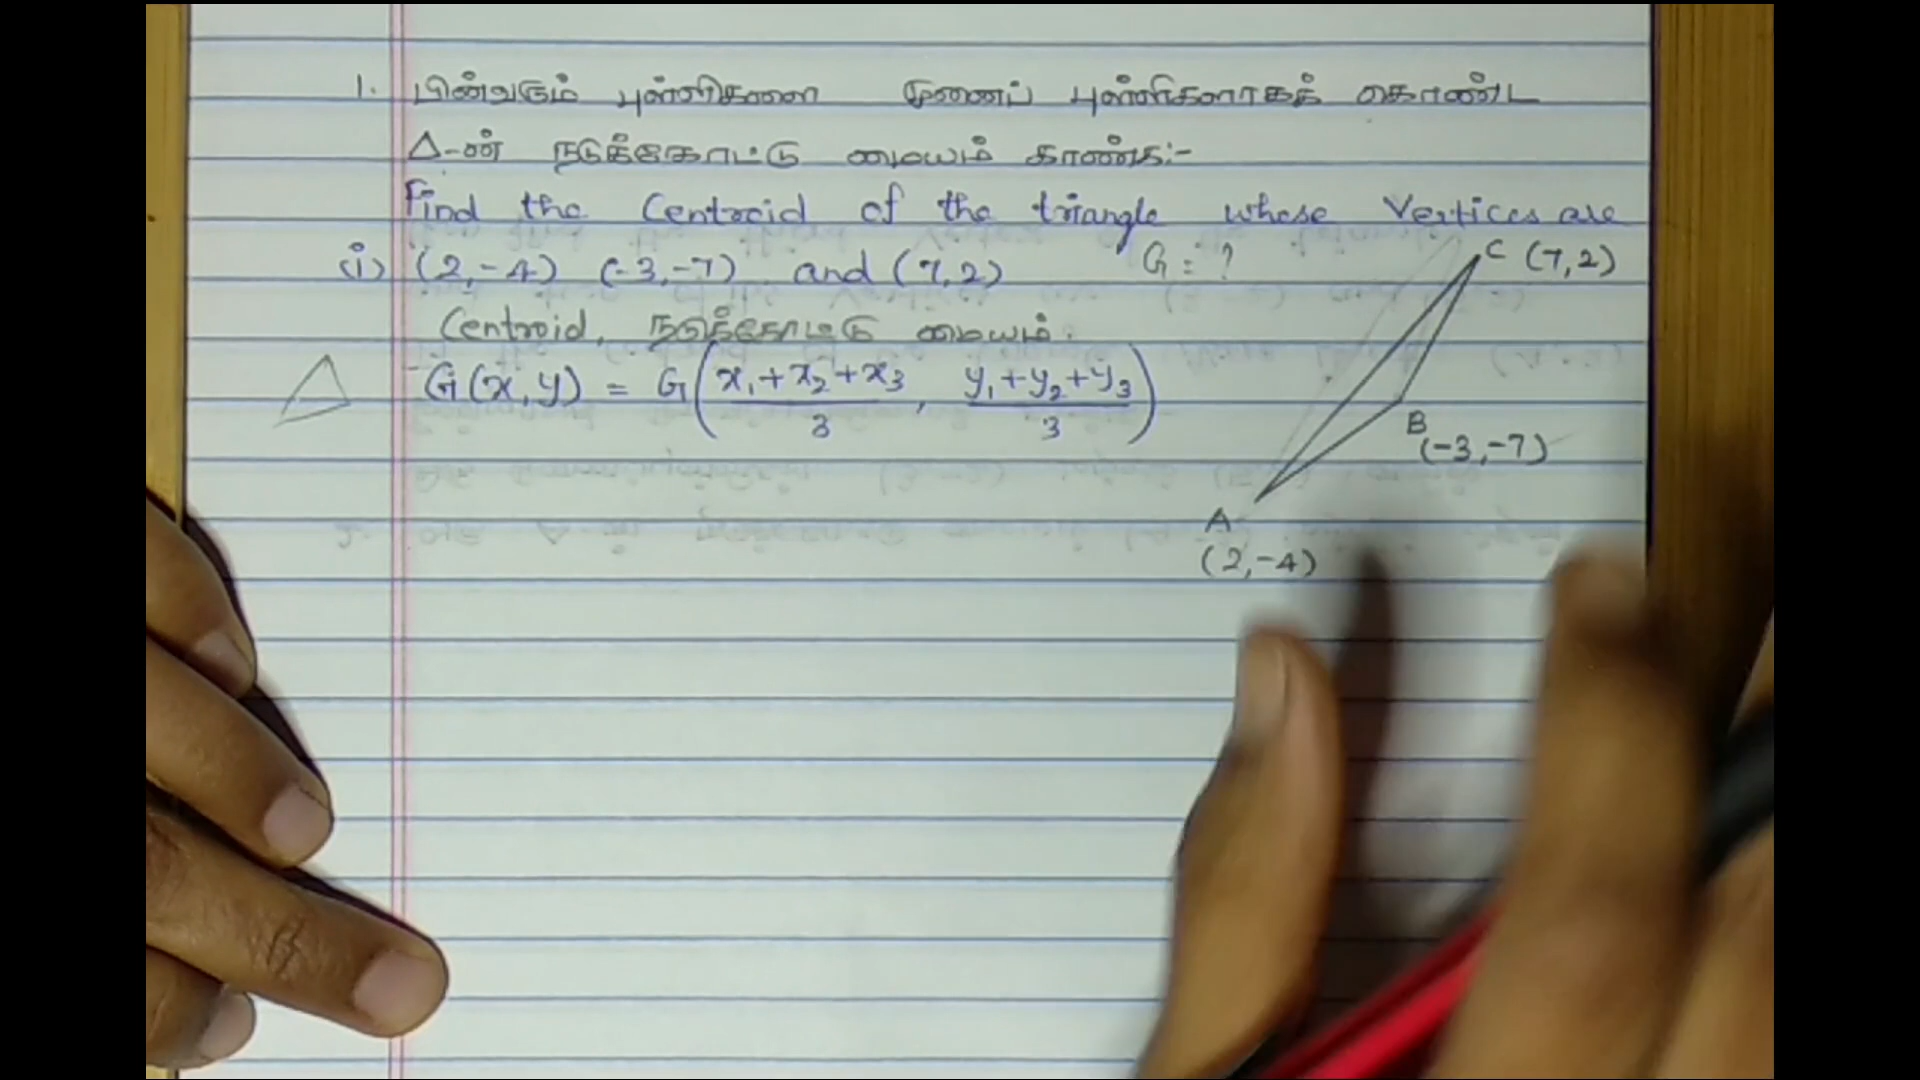 1. பின்வரும் புள்ளிகளை முனைப் புள்ளிகளாகக் கொண்ட
Δ-ன் நடுக்கோட்டு மையம் காண்க:-
Find the Centroid of the triangle whose Vertices are
(i) (2,-4) (-3,-7) and (7,2) G = ?
C (7,2)
Centroid, நடுக்கோட்டு மையம்.
G(x,y) = G(x₁+x₂+x₃/3, y₁+y₂+y₃/3)
B
(-3,-7)
A
(2,-4)